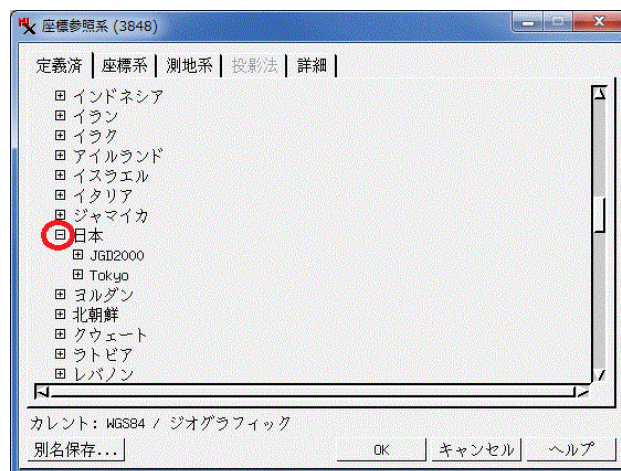 座標参照系 (3848)
定義済 座標系 測地系 投影法 詳細
インドネシア
イラン
イラク
アイルランド
イスラエル
イタリア
ジャマイカ
日本
JGD2000
Tokyo
ヨルダン
北朝鮮
クウェート
ラトビア
レバノン
カレント: WGS84 / ジオグラフィック
別名保存... OK キャンセル ヘルプ